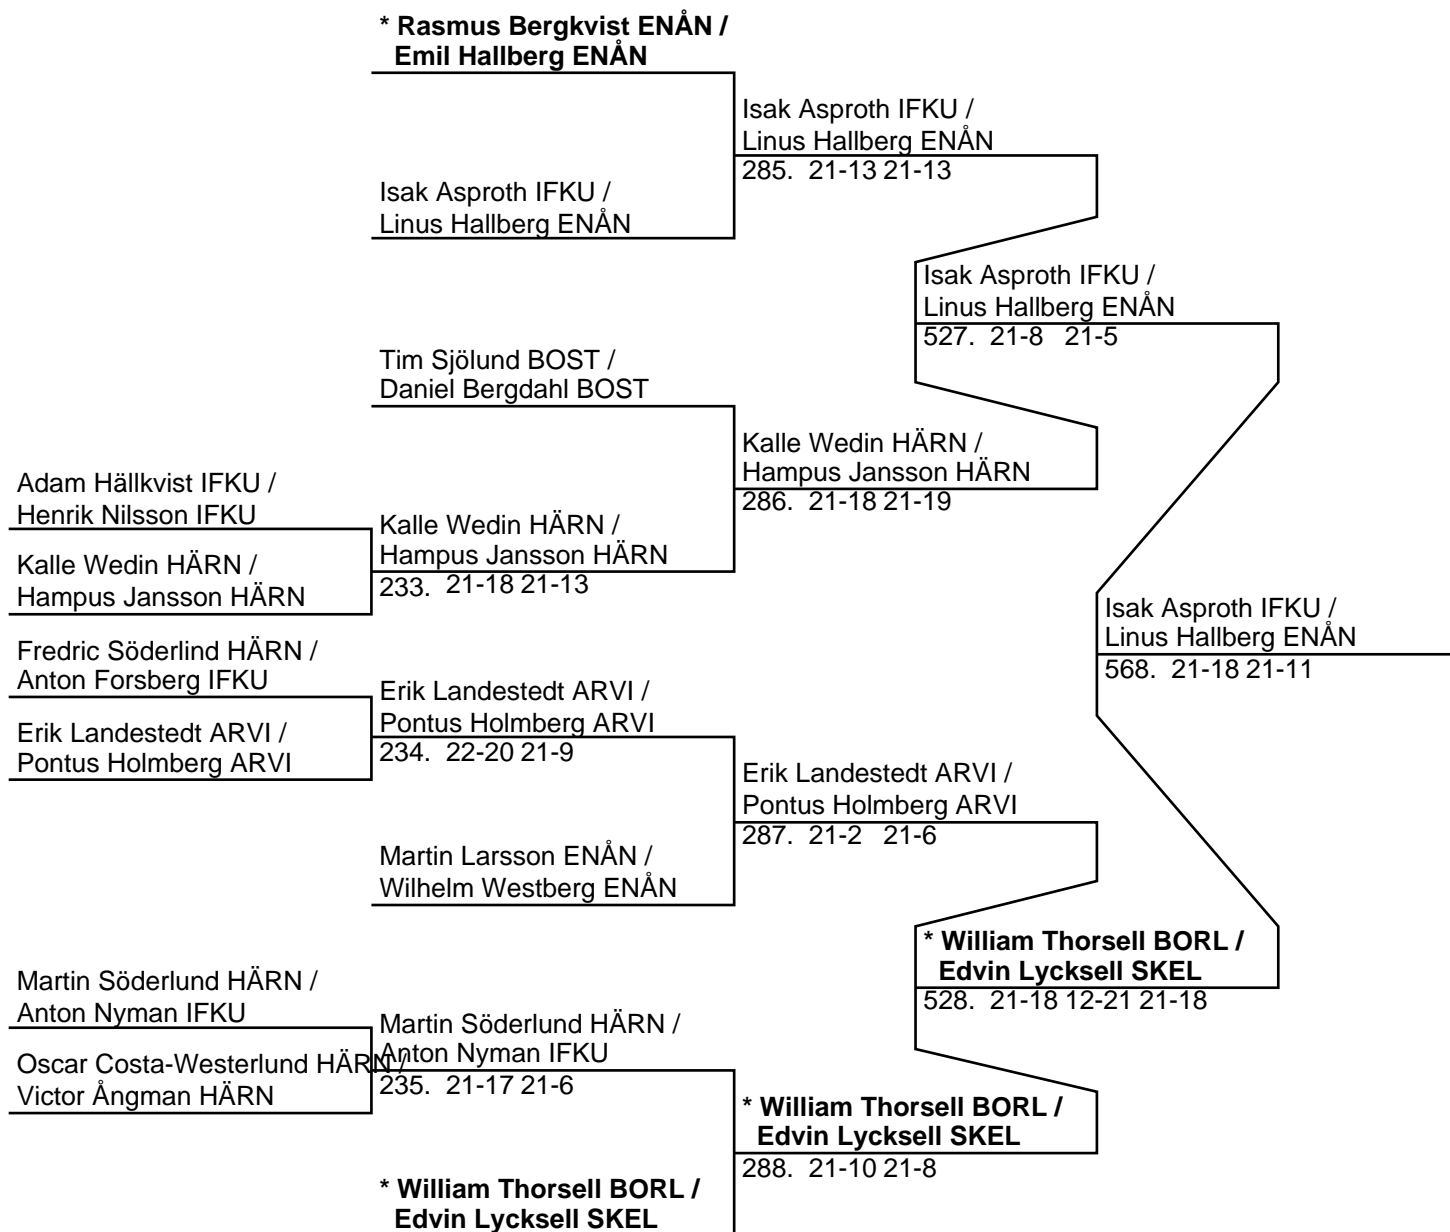 * Rasmus Bergkvist ENÅN /
Emil Hallberg ENÅN
Isak Asproth IFKU /
Linus Hallberg ENÅN
285. 21-13 21-13
Isak Asproth IFKU /
Linus Hallberg ENÅN
Isak Asproth IFKU /
Linus Hallberg ENÅN
527. 21-8 21-5
Tim Sjölund BOST /
Daniel Bergdahl BOST
Kalle Wedin HÄRN /
Hampus Jansson HÄRN
286. 21-18 21-19
Adam Hällkvist IFKU /
Henrik Nilsson IFKU
Kalle Wedin HÄRN /
Hampus Jansson HÄRN
233. 21-18 21-13
Kalle Wedin HÄRN /
Hampus Jansson HÄRN
Isak Asproth IFKU /
Linus Hallberg ENÅN
568. 21-18 21-11
Fredric Söderlind HÄRN /
Anton Forsberg IFKU
Erik Landestedt ARVI /
Pontus Holmberg ARVI
234. 22-20 21-9
Erik Landestedt ARVI /
Pontus Holmberg ARVI
Erik Landestedt ARVI /
Pontus Holmberg ARVI
287. 21-2 21-6
Martin Larsson ENÅN /
Wilhelm Westberg ENÅN
* William Thorsell BORL /
Edvin Lycksell SKEL
528. 21-18 12-21 21-18
Martin Söderlund HÄRN /
Anton Nyman IFKU
Martin Söderlund HÄRN /
Anton Nyman IFKU
235. 21-17 21-6
Oscar Costa-Westerlund HÄRN /
Victor Ångman HÄRN
* William Thorsell BORL /
Edvin Lycksell SKEL
288. 21-10 21-8
* William Thorsell BORL /
Edvin Lycksell SKEL